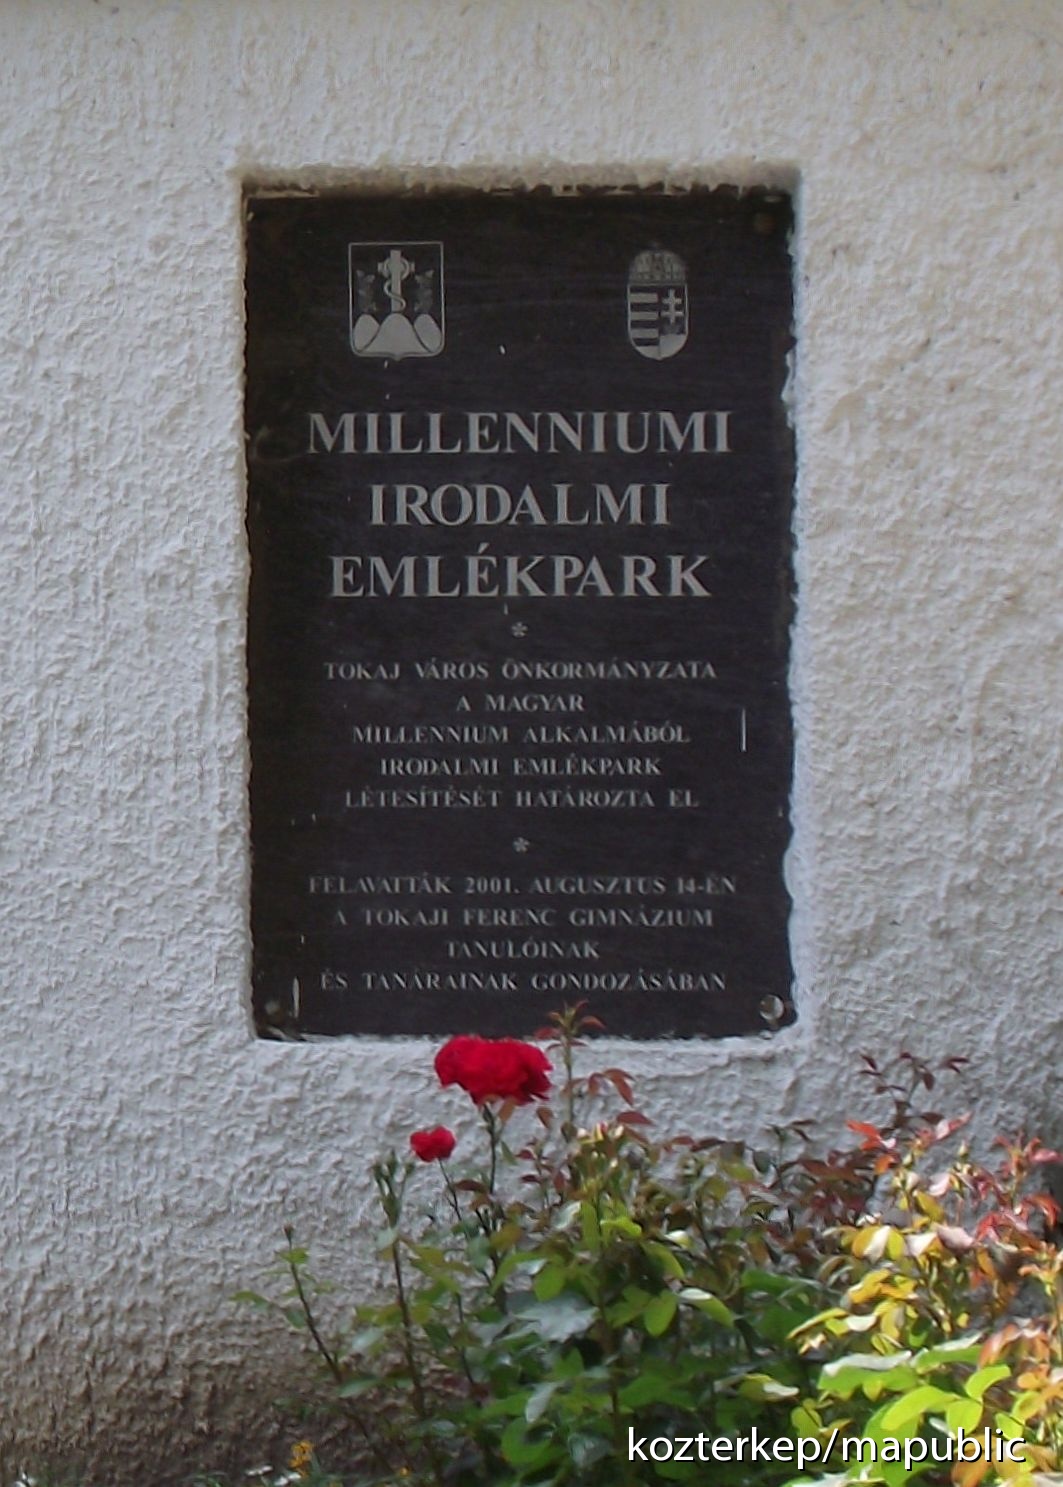 MILLENNIUMI
IRODALMI
EMLÉKPARK
*
TOKAJ VÁROS ÖNKORMÁNYZATA
A MAGYAR
MILLENNIUM ALKALMÁBÓL
IRODALMI EMLÉKPARK
LÉTESÍTÉSÉT HATÁROZTA EL
*
FELAVATTÁK 2001. AUGUSZTUS 14-ÉN
A TOKAJI FERENC GIMNÁZIUM
TANULÓINAK
ÉS TANÁRAINAK GONDOZÁSÁBAN
kozterkep/mapublic